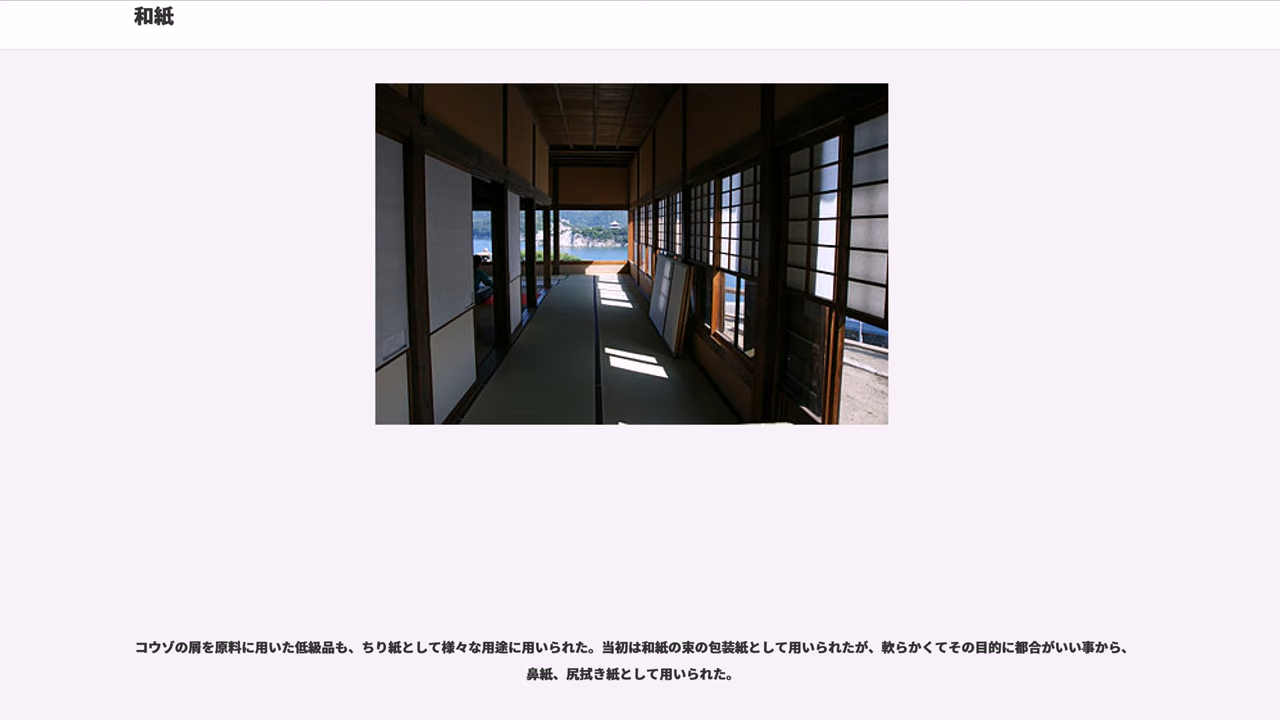 和紙
コウゾの屑を原料に用いた低級品も、ちり紙として様々な用途に用いられた。当初は和紙の束の包装紙として用いられたが、軟らかくてその目的に都合がいい事から、
鼻紙、尻拭き紙として用いられた。